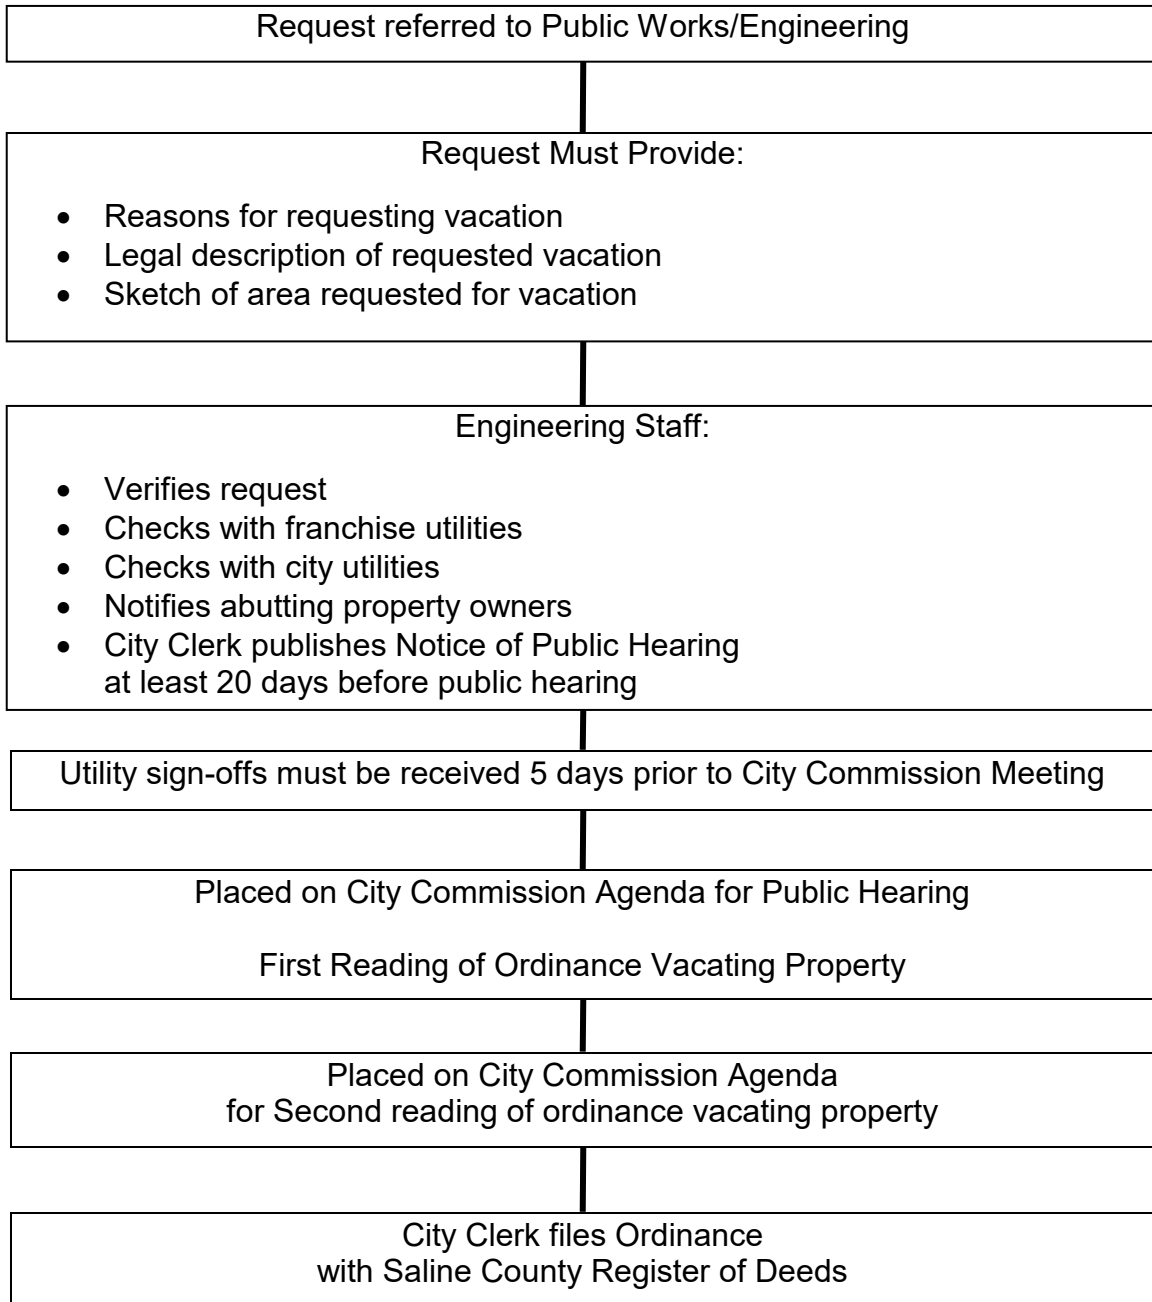 Request referred to Public Works/Engineering
Request Must Provide:
• Reasons for requesting vacation
• Legal description of requested vacation
• Sketch of area requested for vacation
Engineering Staff:
• Verifies request
• Checks with franchise utilities
• Checks with city utilities
• Notifies abutting property owners
• City Clerk publishes Notice of Public Hearing
at least 20 days before public hearing
Utility sign-offs must be received 5 days prior to City Commission Meeting
Placed on City Commission Agenda for Public Hearing
First Reading of Ordinance Vacating Property
Placed on City Commission Agenda
for Second reading of ordinance vacating property
City Clerk files Ordinance
with Saline County Register of Deeds